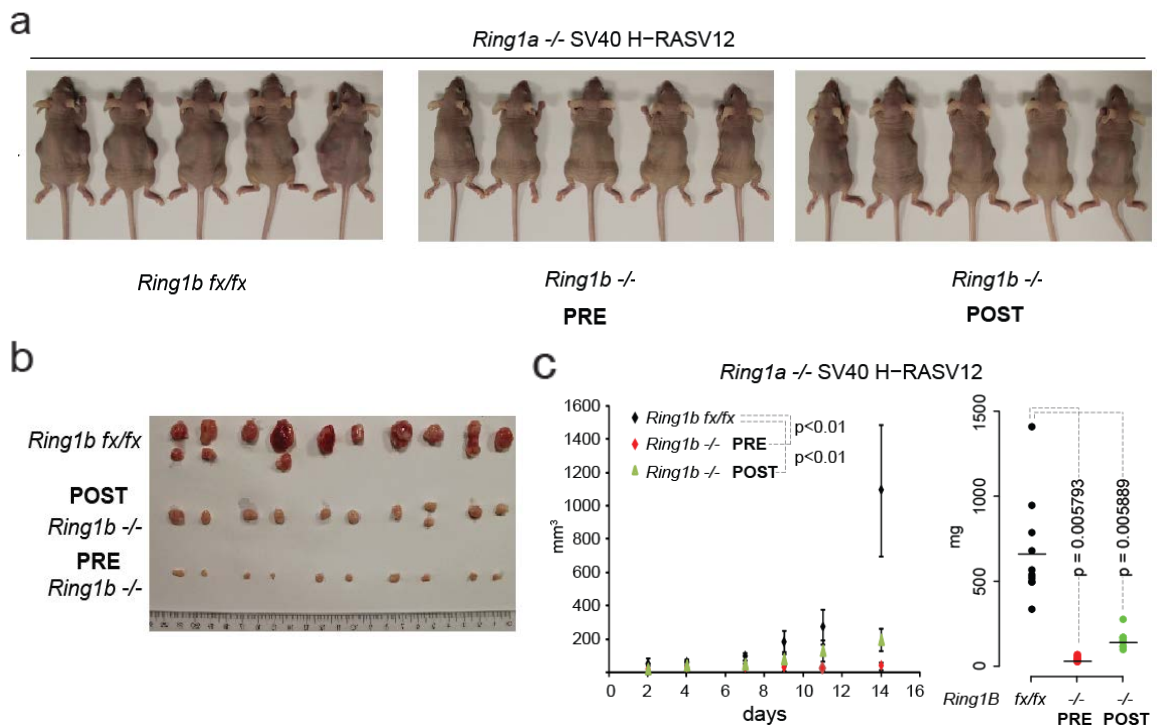 a
Ring1a -/- SV40 H−RASV12
Ring1b fx/fx
Ring1b -/-
PRE
Ring1b -/-
POST
b
Ring1b fx/fx
POST
Ring1b -/-
PRE
Ring1b -/-
c
Ring1a -/- SV40 H−RASV12
1600
1400
1200
1000
800
600
400
200
mm³
0 2 4 6 8 10 12 14 16
days
Ring1b fx/fx
Ring1b -/- PRE
Ring1b -/- POST
p<0.01
p<0.01
1500
1000
500
0
mg
p = 0.005793
p = 0.005889
Ring1B fx/fx -/- -/-
PRE POST